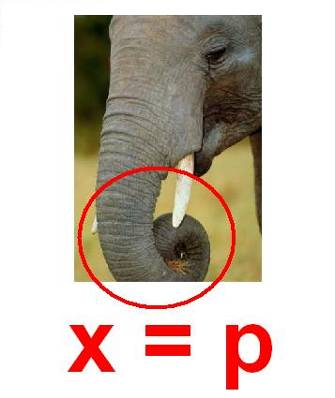 x = p